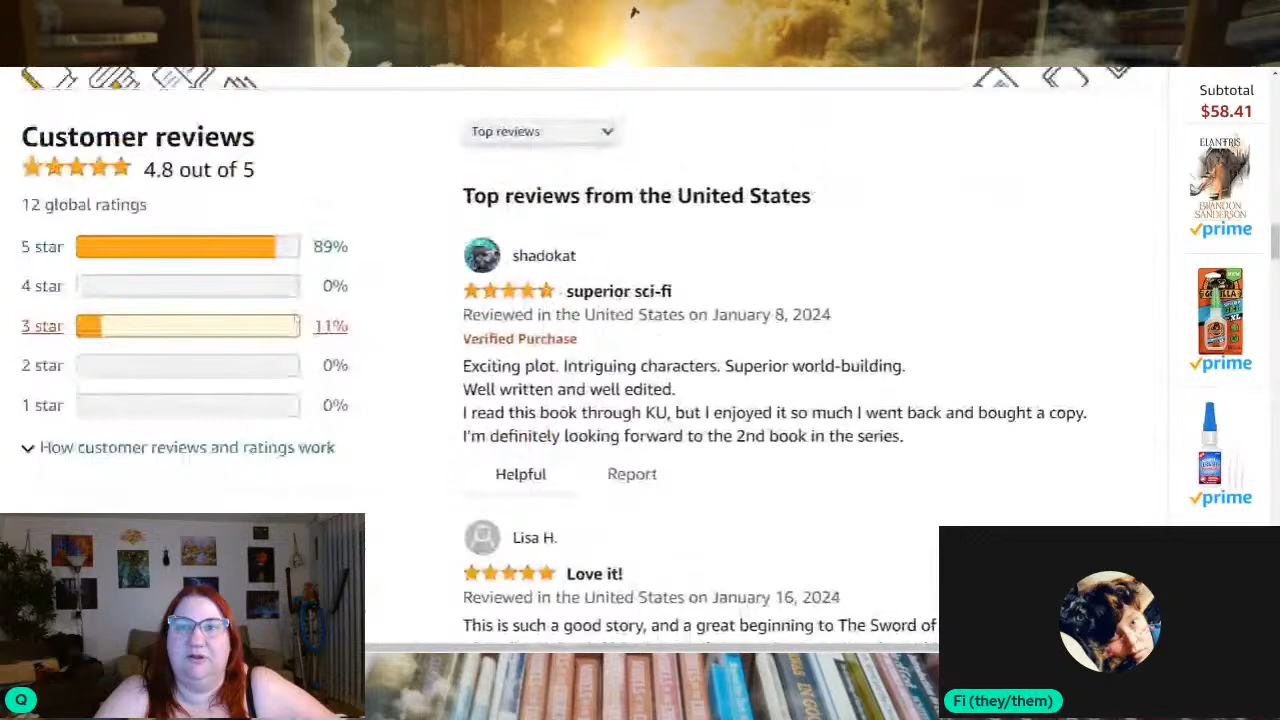 Customer reviews
4.8 out of 5
12 global ratings
5 star 89%
4 star 0%
3 star 11%
2 star 0%
1 star 0%
How customer reviews and ratings work
Top reviews
Top reviews from the United States
shadokat
superior sci-fi
Reviewed in the United States on January 8, 2024
Verified Purchase
Exciting plot. Intriguing characters. Superior world-building.
Well written and well edited.
I read this book through KU, but I enjoyed it so much I went back and bought a copy.
I'm definitely looking forward to the 2nd book in the series.
Helpful
Report
Lisa H.
Love it!
Reviewed in the United States on January 16, 2024
This is such a good story, and a great beginning to The Sword of
Subtotal
$58.41
ELANTRIS
BRANDON
SANDERSON
prime
GORILLA
prime
prime
Q
Fi (they/them)